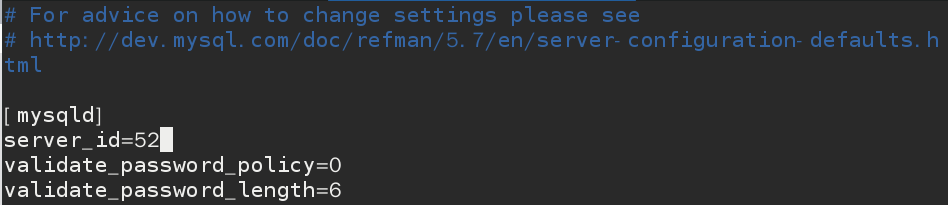 # For advice on how to change settings please see
# http://dev.mysql.com/doc/refman/5.7/en/server-configuration-defaults.h
tml
[mysqld]
server_id=52
validate_password_policy=0
validate_password_length=6